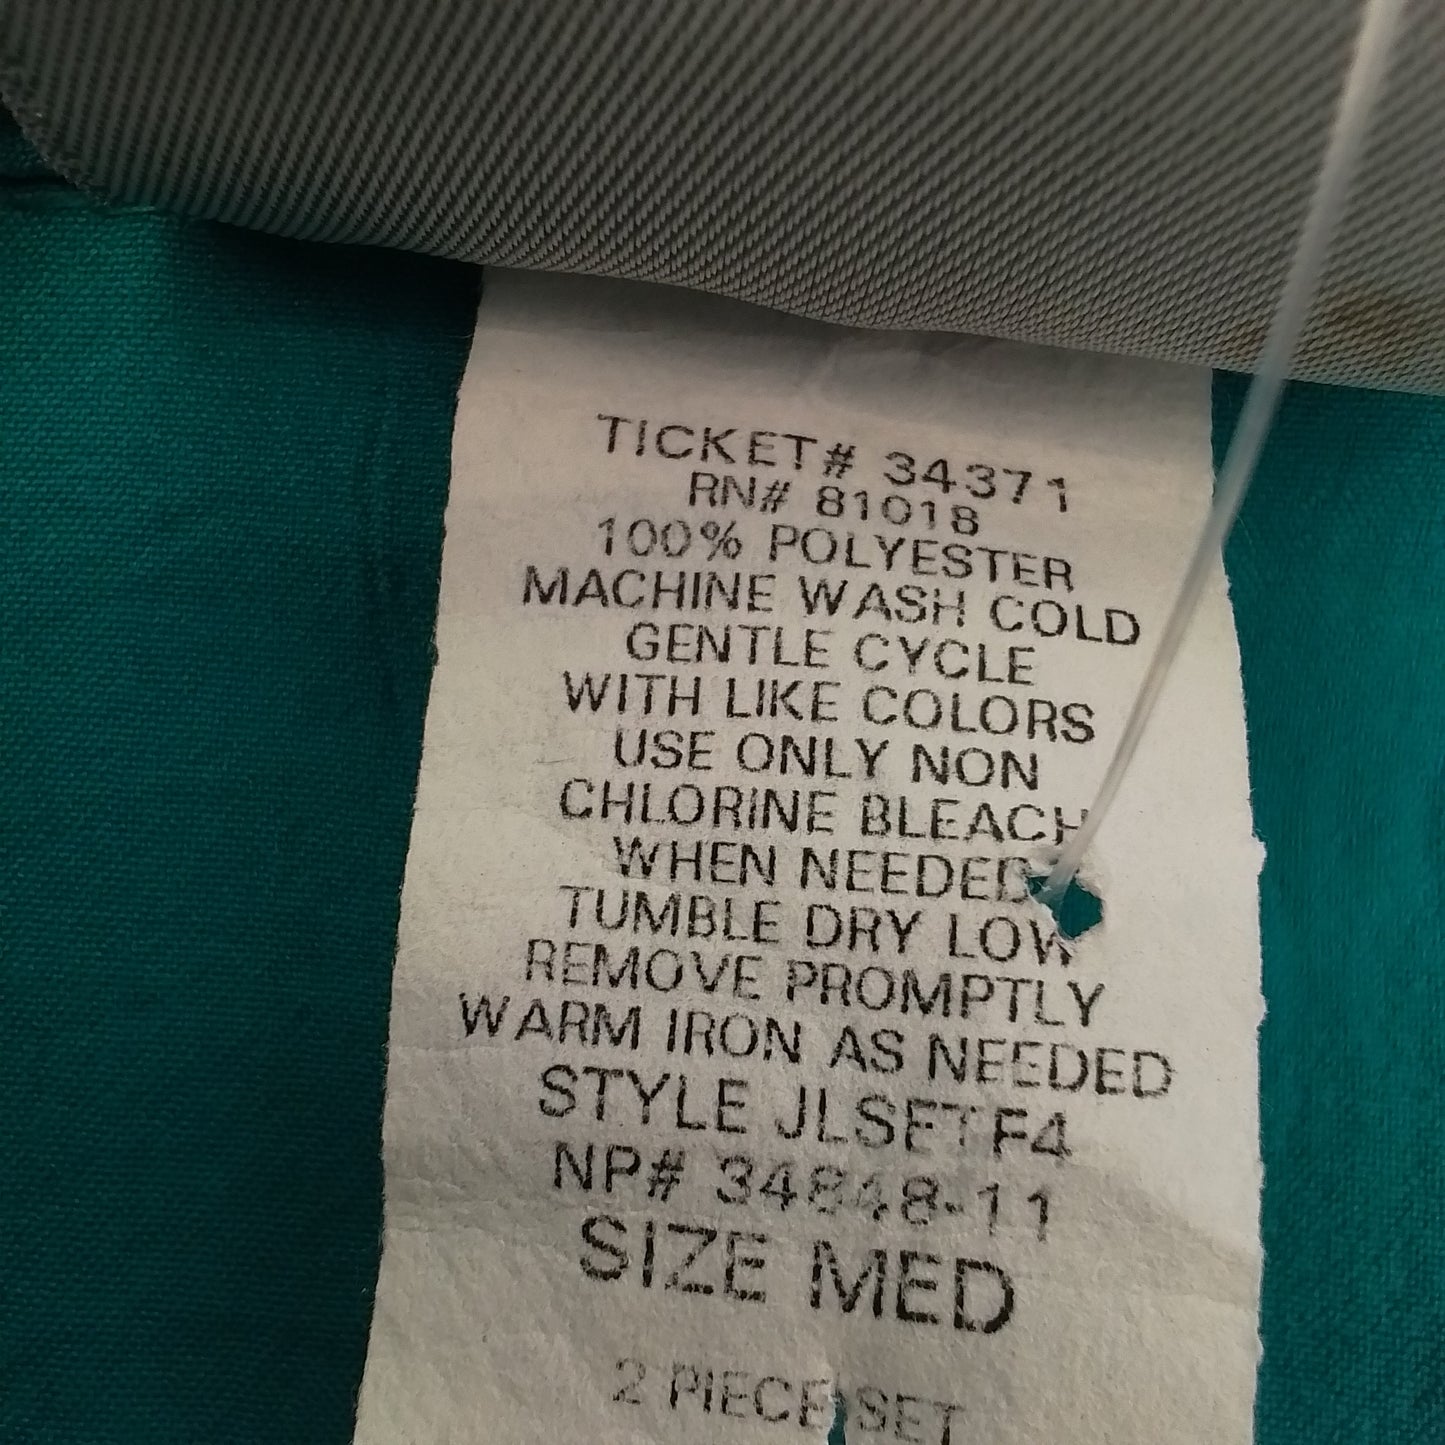 TICKET# 34371
RN# 81018
100% POLYESTER
MACHINE WASH COLD
GENTLE CYCLE
WITH LIKE COLORS
USE ONLY NON
CHLORINE BLEACH
WHEN NEEDED
TUMBLE DRY LOW
REMOVE PROMPTLY
WARM IRON AS NEEDED
STYLE JLSETF4
NP# 34848-11
SIZE MED
2 PIECE SET